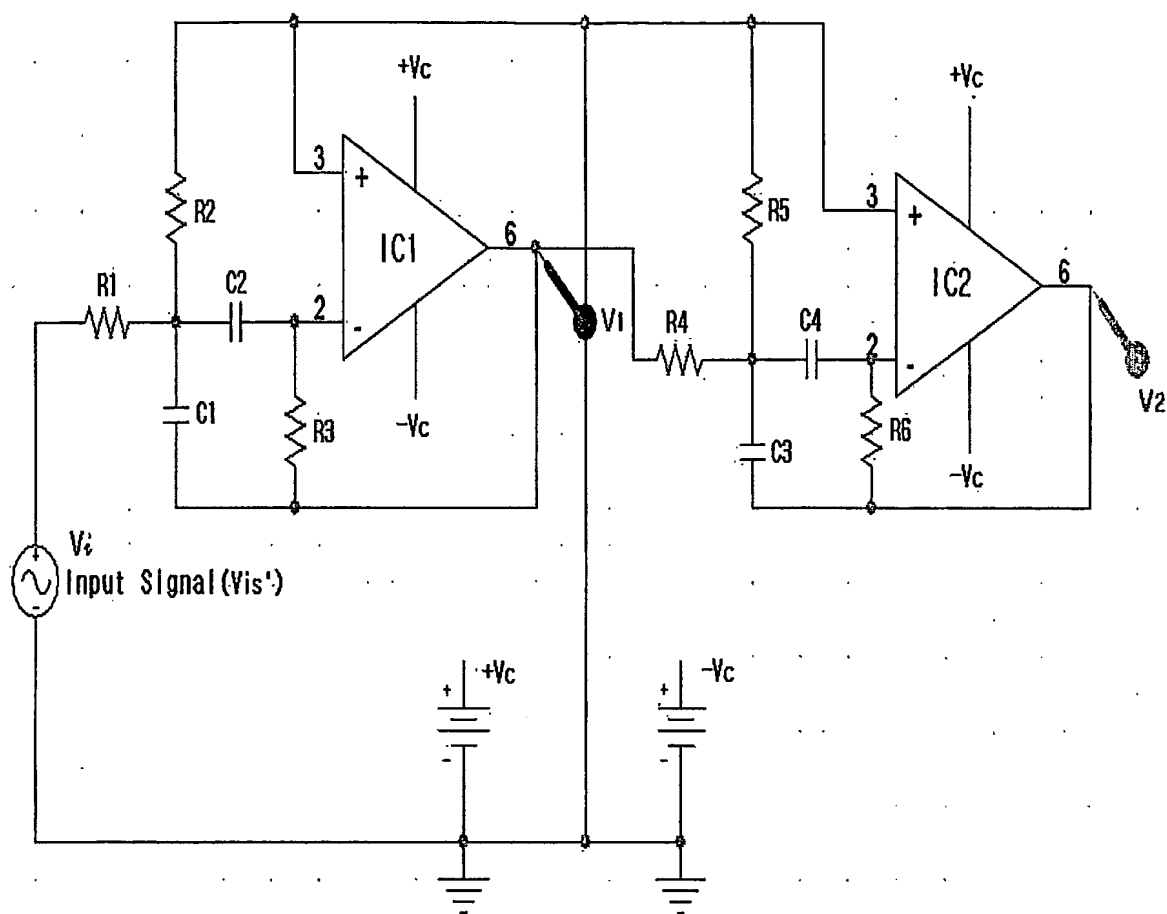 +Vc
+Vc
3
+
R2
3
+
R5
IC1
6
IC2
6
R1
C2
2
-
V1
R4
C4
2
-
V2
C1
R3
-Vc
R6
C3
-Vc
Vi
+
-
Input Signal(Vis')
+Vc
+
-
-Vc
+
-